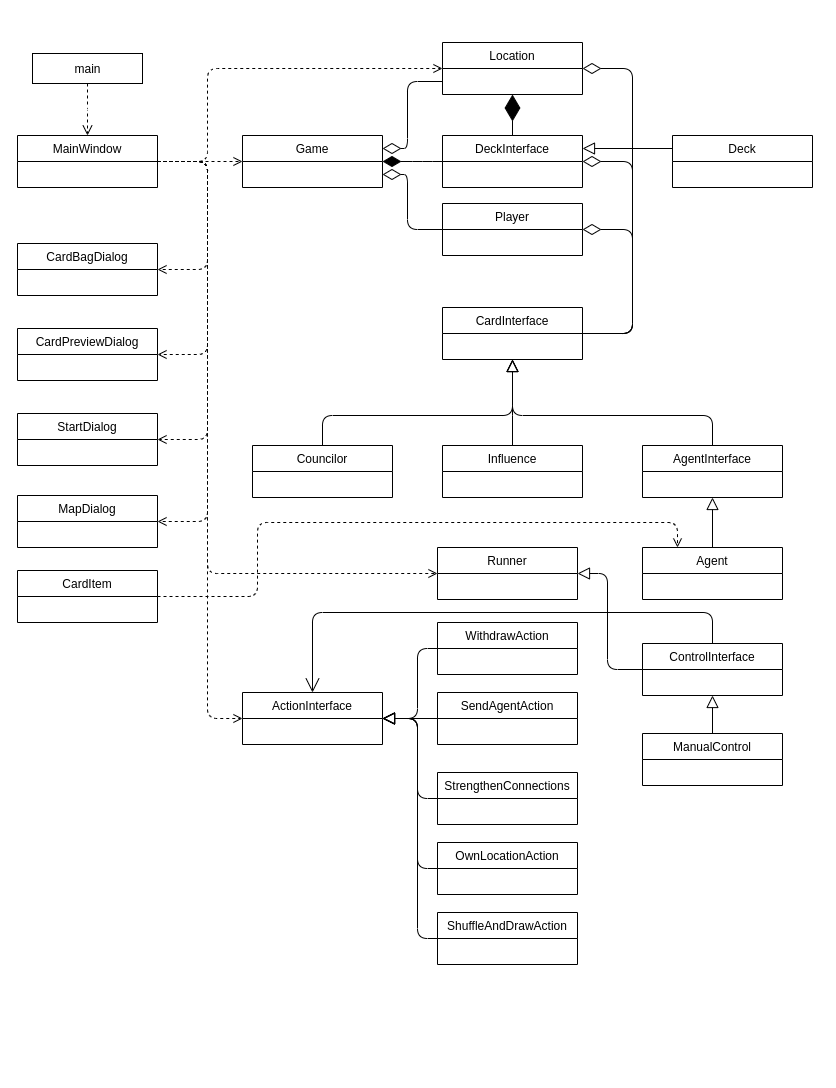 Location
main
MainWindow
Game
DeckInterface
Deck
Player
CardBagDialog
CardInterface
CardPreviewDialog
StartDialog
Councilor
Influence
AgentInterface
MapDialog
Runner
Agent
CardItem
WithdrawAction
ControlInterface
ActionInterface
SendAgentAction
ManualControl
StrengthenConnections
OwnLocationAction
ShuffleAndDrawAction